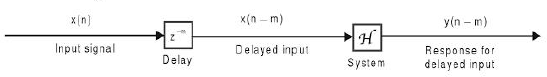 x(n)
x(n – m)
y(n – m)
z⁻ᵐ
ℋ
Input signal
Delay
Delayed input
System
Response for
delayed input